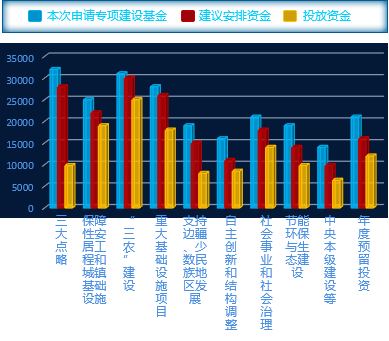 本次申请专项建设基金
建议安排资金
投放资金
35000
30000
25000
20000
15000
10000
5000
0
三大点略
保障性安居工程和城镇基础设施
“三农”建设
重大基础设施项目
支持边疆、少数民族地区发展
自主创新和结构调整
社会事业和社会治理
节能环保与生态建设
中央本级建设等
年度预留投资